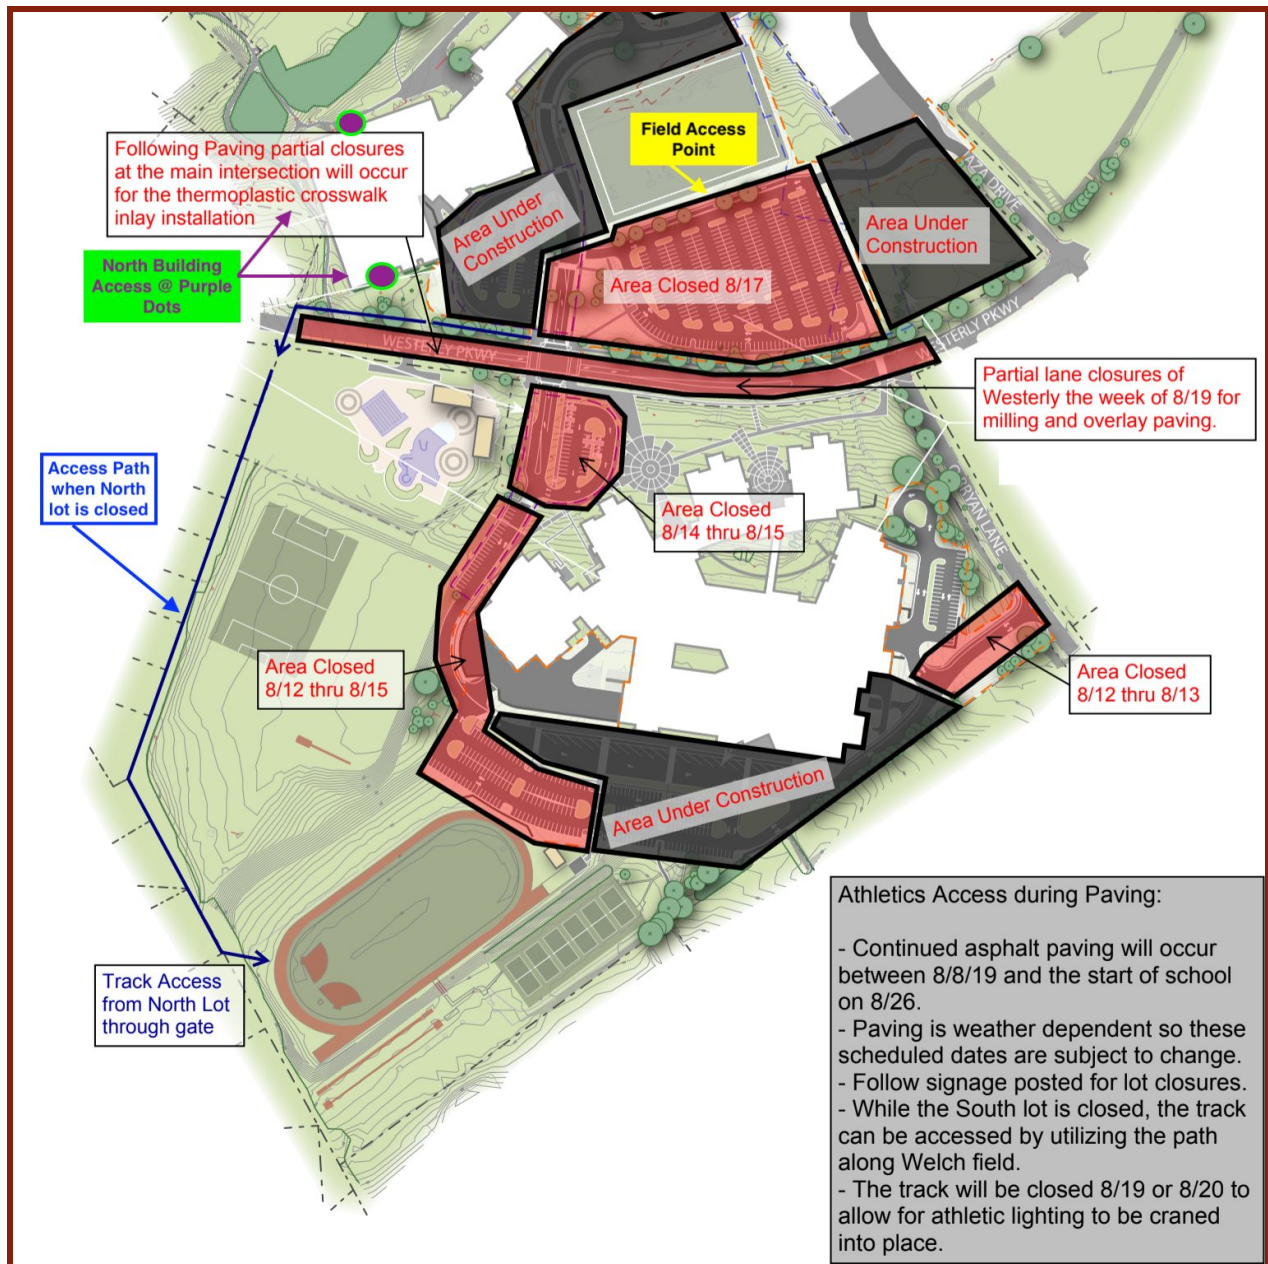 Field Access
Point
Following Paving partial closures
at the main intersection will occur
for the thermoplastic crosswalk
inlay installation
AZA DRIVE
Area Under
Construction
Area Under
Construction
North Building
Access @ Purple
Dots
Area Closed 8/17
WESTERLY PKWY
WESTERLY PKWY
Partial lane closures of
Westerly the week of 8/19 for
milling and overlay paving.
Access Path
when North
lot is closed
RYAN LANE
Area Closed
8/14 thru 8/15
Area Closed
8/12 thru 8/15
Area Closed
8/12 thru 8/13
Area Under Construction
Track Access
from North Lot
through gate
Athletics Access during Paving:
- Continued asphalt paving will occur
between 8/8/19 and the start of school
on 8/26.
- Paving is weather dependent so these
scheduled dates are subject to change.
- Follow signage posted for lot closures.
- While the South lot is closed, the track
can be accessed by utilizing the path
along Welch field.
- The track will be closed 8/19 or 8/20 to
allow for athletic lighting to be craned
into place.